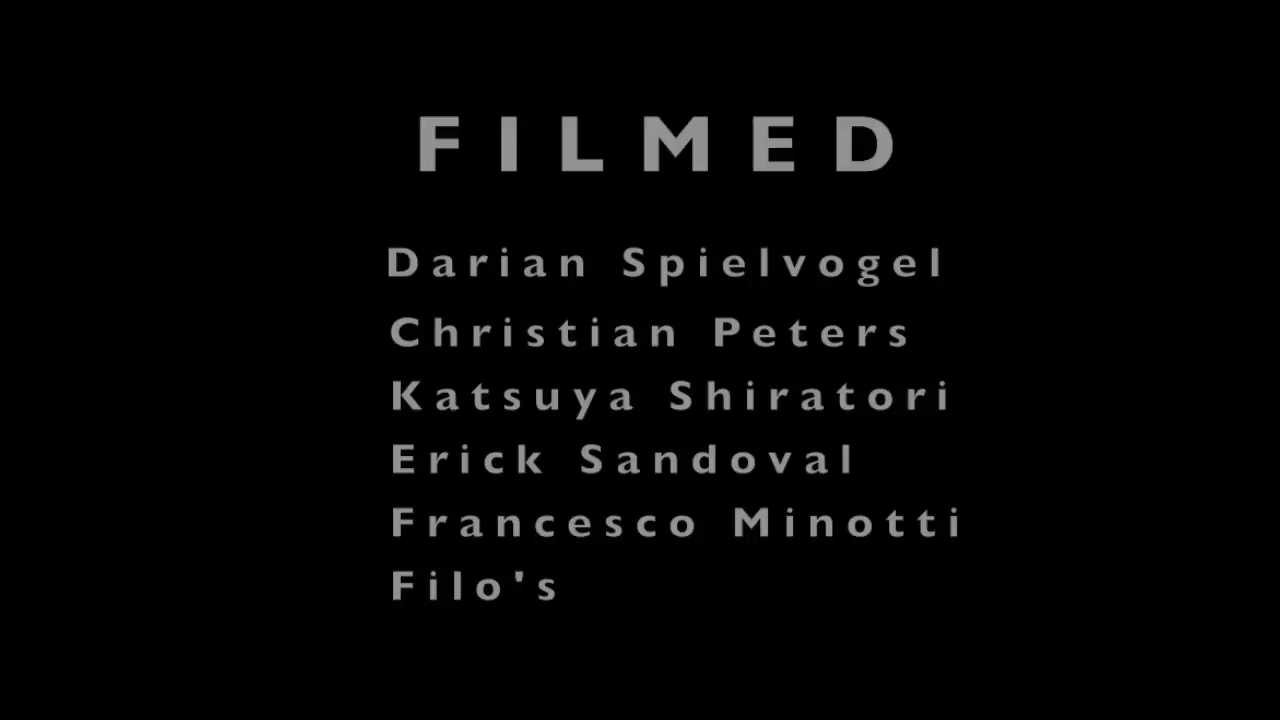 FILMED
Darian Spielvogel
Christian Peters
Katsuya Shiratori
Erick Sandoval
Francesco Minotti
Filo's